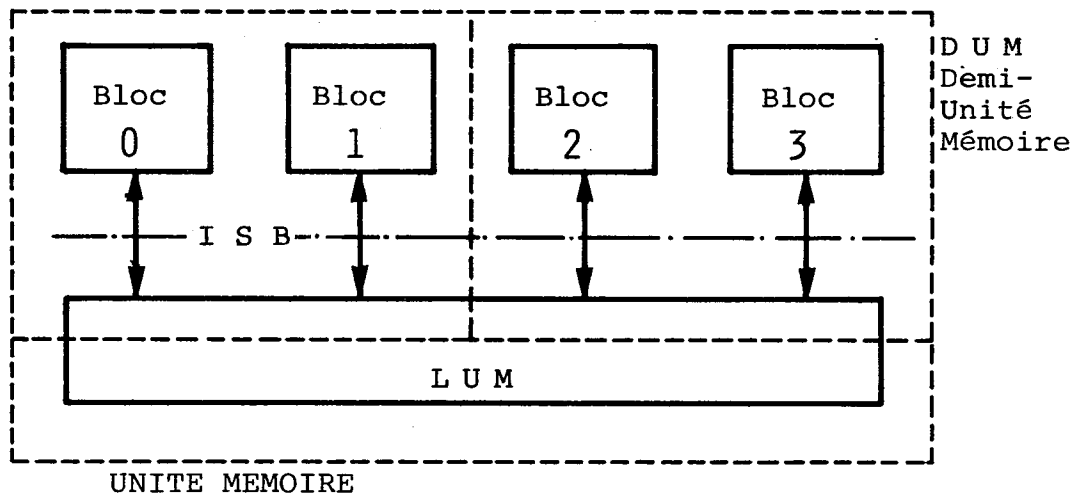 Bloc
0
Bloc
1
Bloc
2
Bloc
3
D U M
Demi-
Unité
Mémoire
I S B
L U M
UNITE MEMOIRE